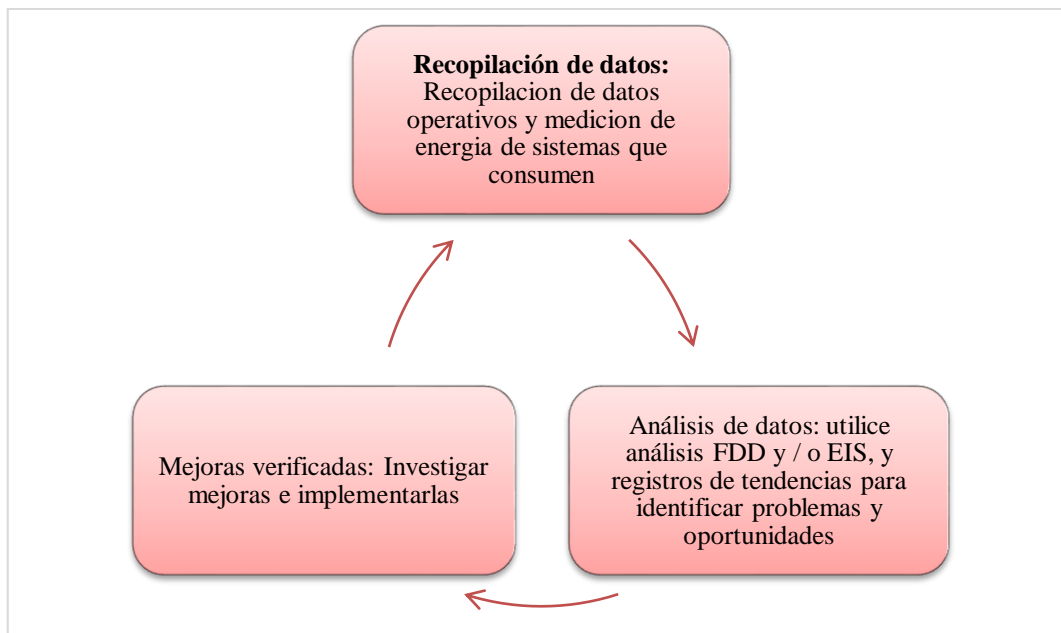 Recopilación de datos:
Recopilacion de datos
operativos y medicion de
energia de sistemas que
consumen
Análisis de datos: utilice
análisis FDD y / o EIS, y
registros de tendencias para
identificar problemas y
oportunidades
Mejoras verificadas: Investigar
mejoras e implementarlas